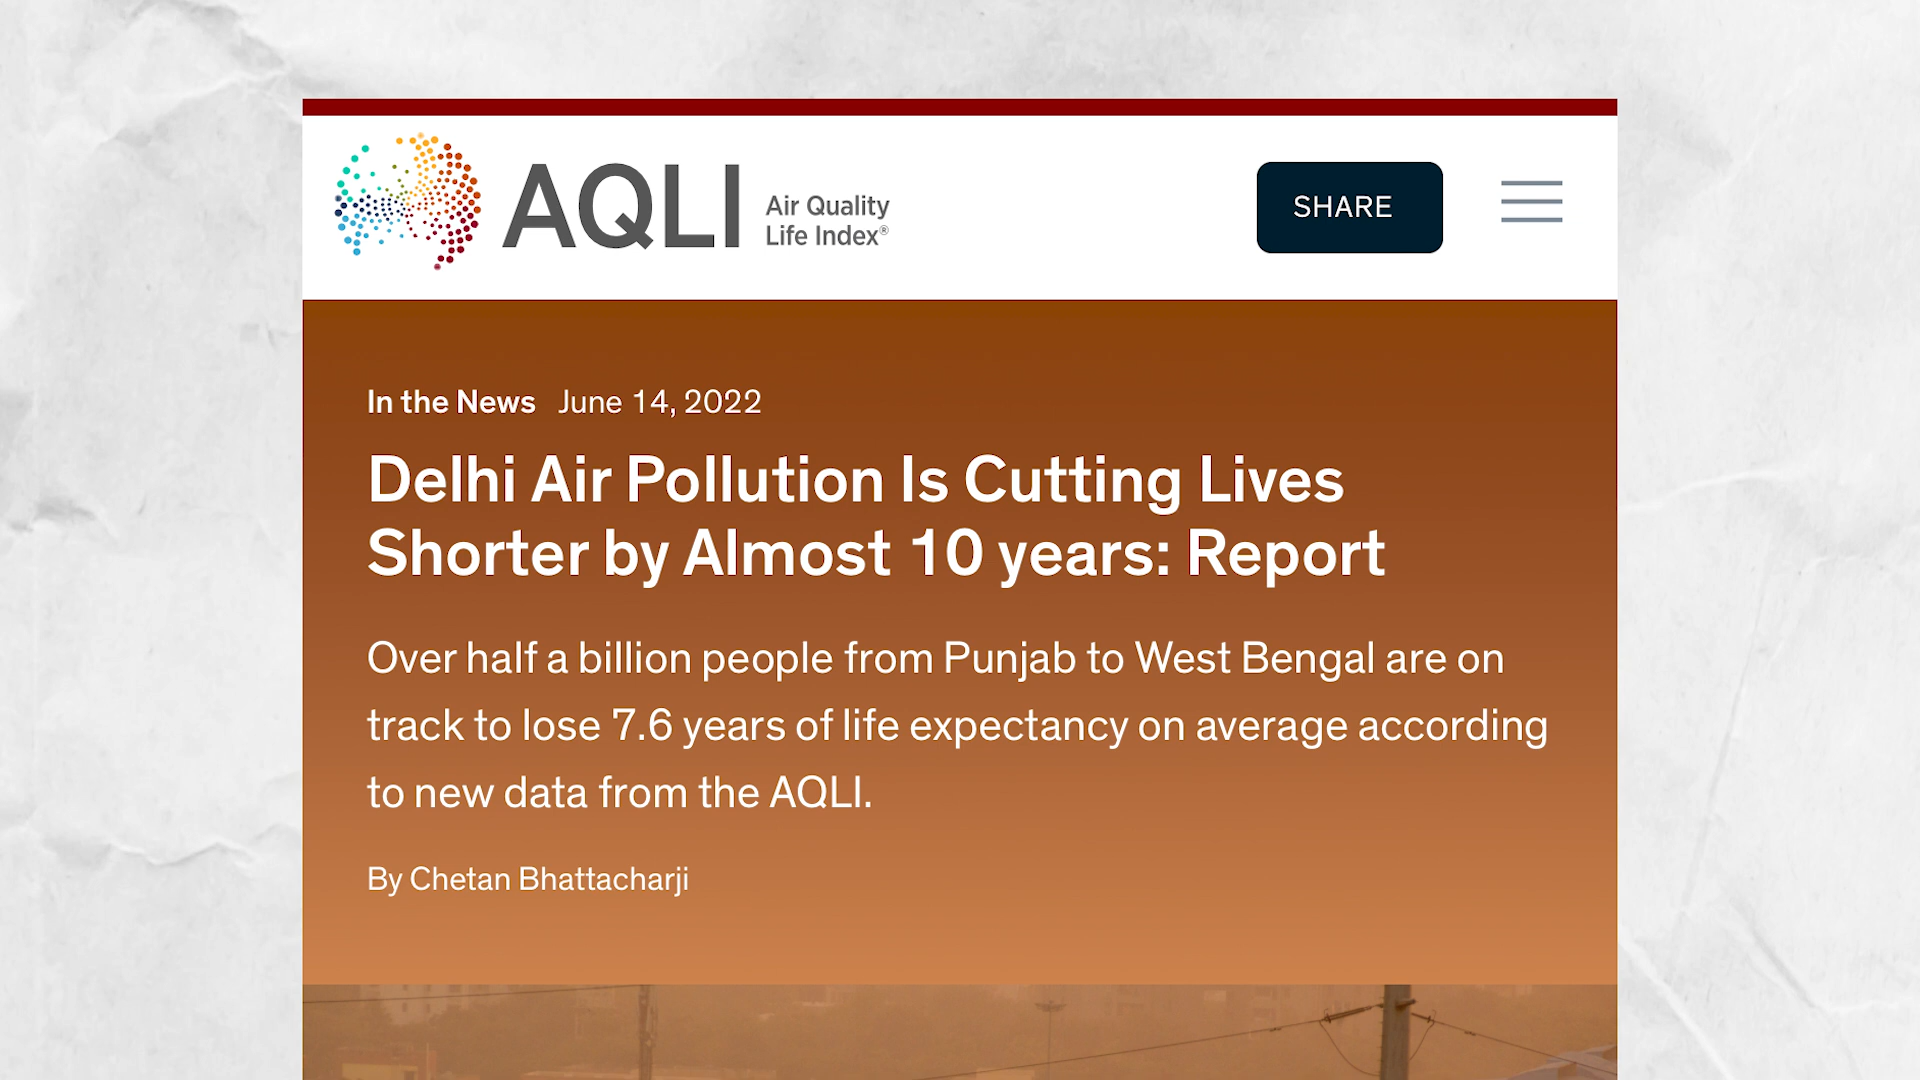 AQLI
Air Quality
Life Index®
SHARE
In the News June 14, 2022
Delhi Air Pollution Is Cutting Lives
Shorter by Almost 10 years: Report
Over half a billion people from Punjab to West Bengal are on
track to lose 7.6 years of life expectancy on average according
to new data from the AQLI.
By Chetan Bhattacharji